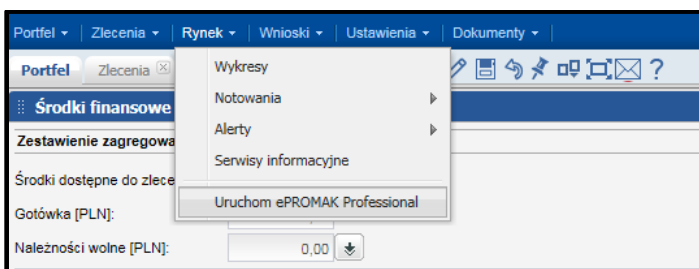 Portfel Zlecenia Rynek Wnioski Ustawienia Dokumenty
Portfel Zlecenia
Wykresy
Notowania
Alerty
Serwisy informacyjne
Uruchom ePROMAK Professional
Środki finansowe
Zestawienie zagregowa
Środki dostępne do zlece
Gotówka [PLN]:
Należności wolne [PLN]: 0,00